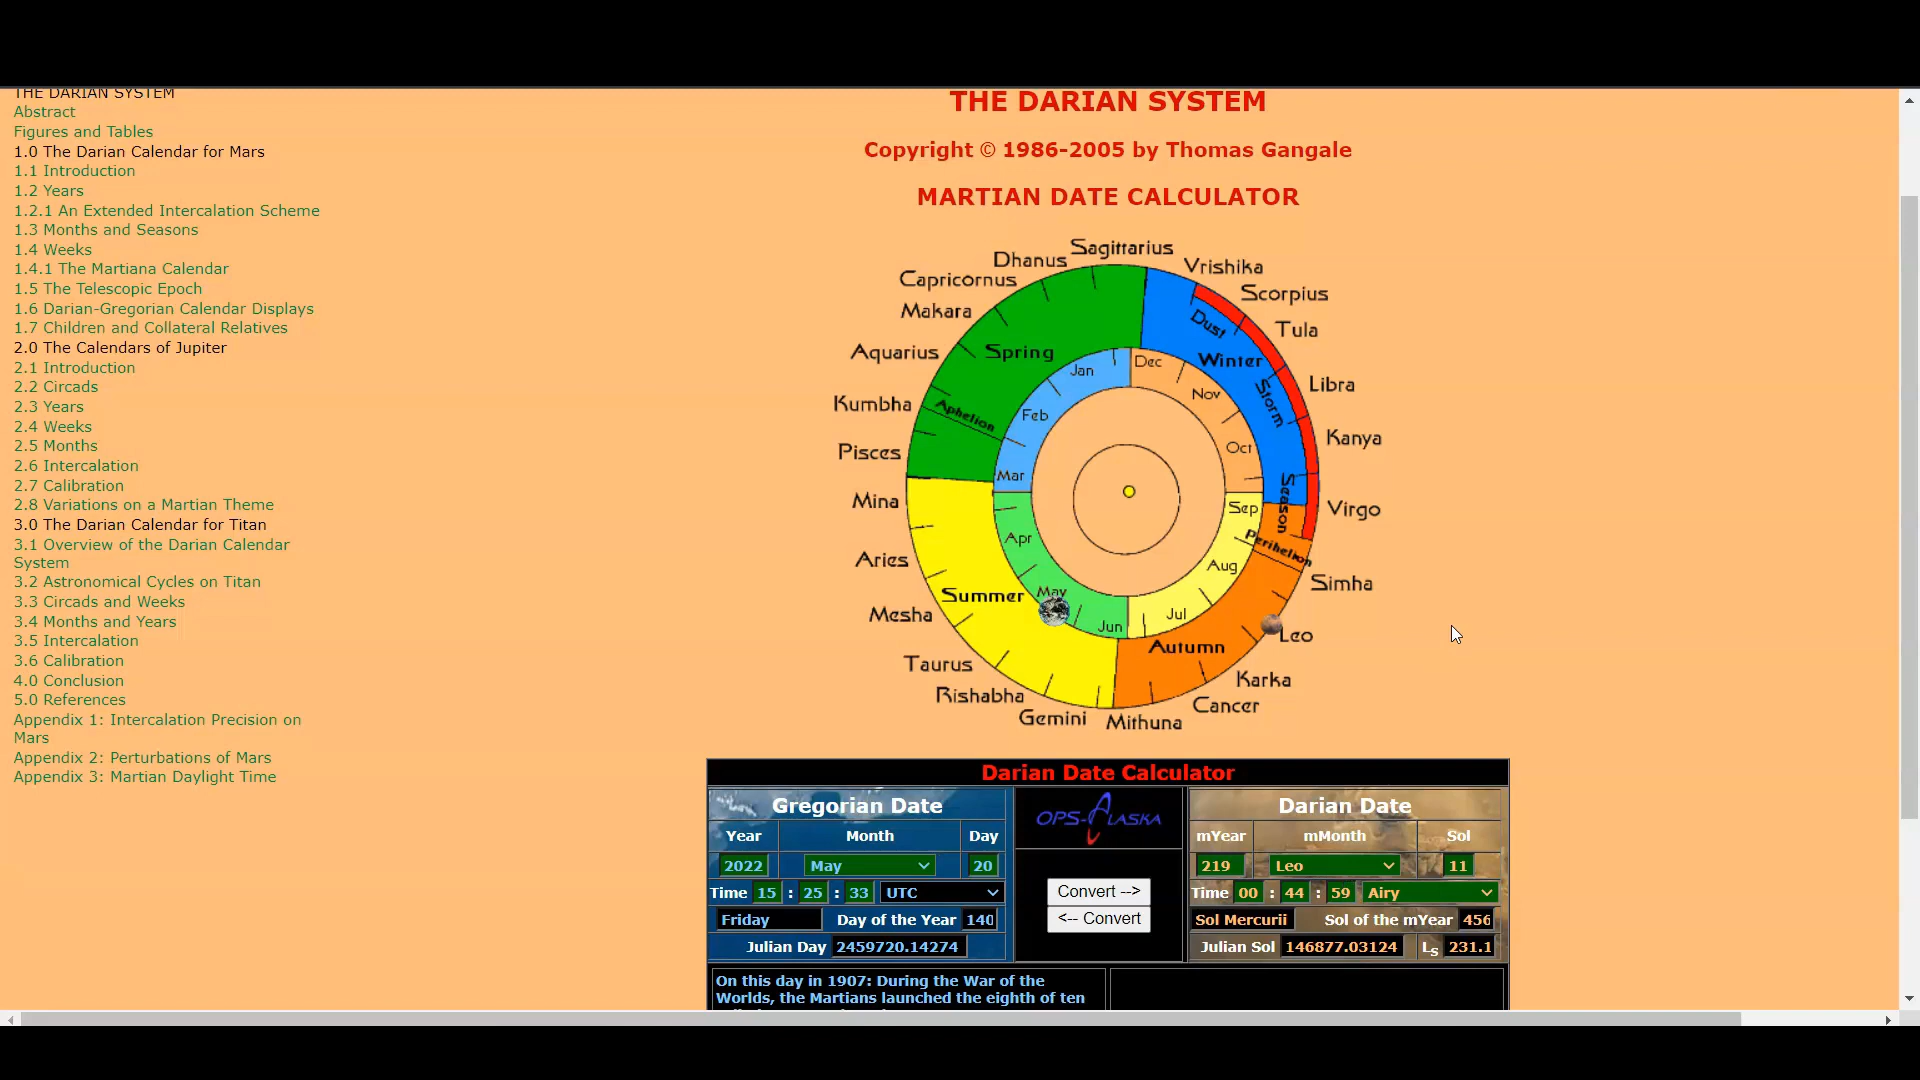 THE DARIAN SYSTEM
Abstract
Figures and Tables
1.0 The Darian Calendar for Mars
1.1 Introduction
1.2 Years
1.2.1 An Extended Intercalation Scheme
1.3 Months and Seasons
1.4 Weeks
1.4.1 The Martiana Calendar
1.5 The Telescopic Epoch
1.6 Darian-Gregorian Calendar Displays
1.7 Children and Collateral Relatives
2.0 The Calendars of Jupiter
2.1 Introduction
2.2 Circads
2.3 Years
2.4 Weeks
2.5 Months
2.6 Intercalation
2.7 Calibration
2.8 Variations on a Martian Theme
3.0 The Darian Calendar for Titan
3.1 Overview of the Darian Calendar
System
3.2 Astronomical Cycles on Titan
3.3 Circads and Weeks
3.4 Months and Years
3.5 Intercalation
3.6 Calibration
4.0 Conclusion
5.0 References
Appendix 1: Intercalation Precision on
Mars
Appendix 2: Perturbations of Mars
Appendix 3: Martian Daylight Time
THE DARIAN SYSTEM
Copyright © 1986-2005 by Thomas Gangale
MARTIAN DATE CALCULATOR
Sagittarius
Dhanus
Vrishika
Capricornus
Scorpius
Makara
Tula
Aquarius
Libra
Kumbha
Kanya
Pisces
Mina
Virgo
Aries
Simha
Mesha
Leo
Taurus
Karka
Rishabha
Cancer
Gemini
Mithuna
Spring
Aphelion
Summer
Autumn
Perihelion
Winter
Dust
Storm
Season
Jan
Feb
Mar
Apr
May
Jun
Jul
Aug
Sep
Oct
Nov
Dec
Darian Date Calculator
Gregorian Date
Year Month Day
2022 May 20
Time 15 : 25 : 33 UTC
Friday Day of the Year 140
Julian Day 2459720.14274
OPS-ALASKA
Convert -->
<-- Convert
Darian Date
mYear mMonth Sol
219 Leo 11
Time 00 : 44 : 59 Airy
Sol Mercurii Sol of the mYear 456
Julian Sol 146877.03124 Ls 231.1
On this day in 1907: During the War of the
Worlds, the Martians launched the eighth of ten